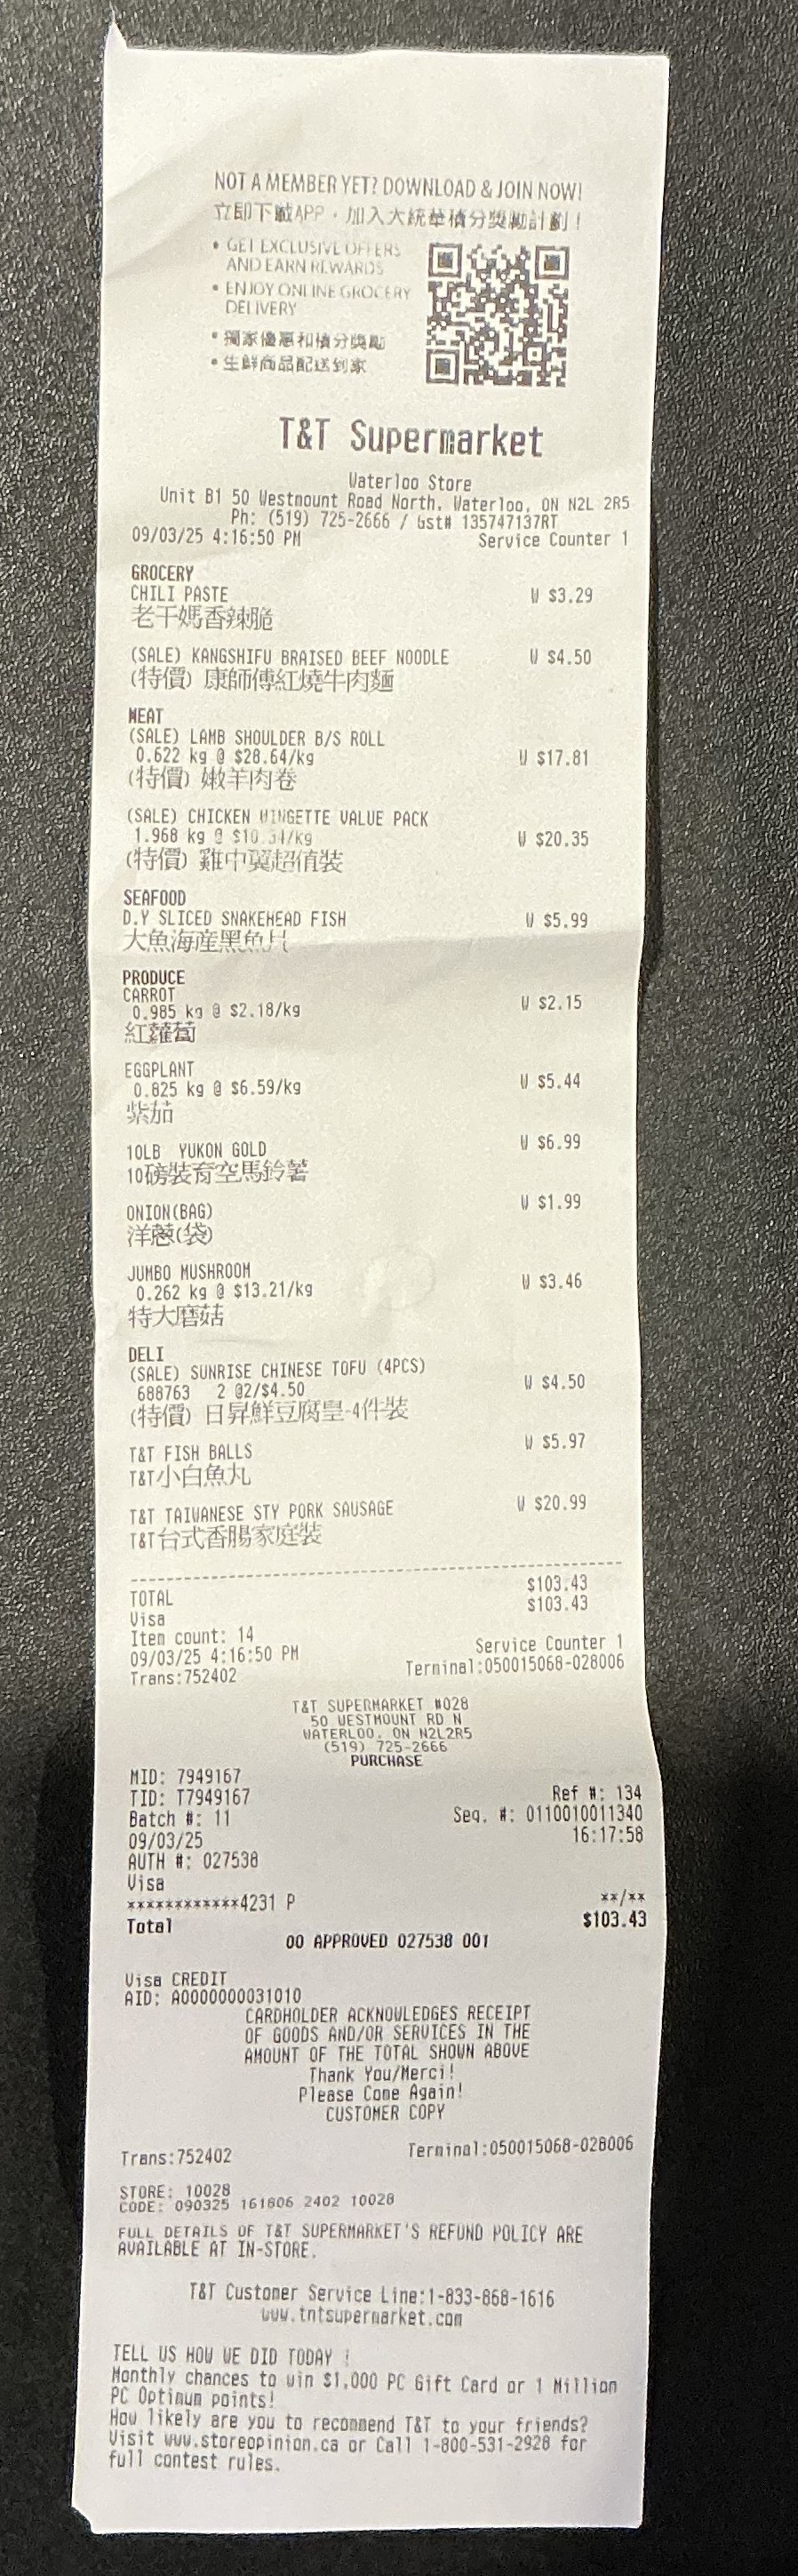 NOT A MEMBER YET? DOWNLOAD & JOIN NOW!
立即下載APP，加入大統華積分獎勵計劃！
• GET EXCLUSIVE OFFERS
AND EARN REWARDS
• ENJOY ONLINE GROCERY
DELIVERY
• 獨家優惠和積分獎勵
• 生鮮商品配送到家
T&T Supermarket
Waterloo Store
Unit B1 50 Westmount Road North, Waterloo, ON N2L 2R5
Ph: (519) 725-2666 / Gst# 135747137RT
09/03/25 4:16:50 PM Service Counter 1
GROCERY
CHILI PASTE W $3.29
老干媽香辣脆
(SALE) KANGSHIFU BRAISED BEEF NOODLE W $4.50
(特價) 康師傅紅燒牛肉麵
MEAT
(SALE) LAMB SHOULDER B/S ROLL
0.622 kg @ $28.64/kg W $17.81
(特價) 嫩羊肉卷
(SALE) CHICKEN WINGETTE VALUE PACK
1.968 kg @ $10.34/kg W $20.35
(特價) 雞中翼超值裝
SEAFOOD
D.Y SLICED SNAKEHEAD FISH W $5.99
大魚海産黑魚片
PRODUCE
CARROT
0.985 kg @ $2.18/kg W $2.15
紅蘿蔔
EGGPLANT
0.825 kg @ $6.59/kg W $5.44
紫茄
10LB YUKON GOLD W $6.99
10磅裝育空馬鈴薯
ONION(BAG) W $1.99
洋蔥(袋)
JUMBO MUSHROOM
0.262 kg @ $13.21/kg W $3.46
特大磨菇
DELI
(SALE) SUNRISE CHINESE TOFU (4PCS)
688763 2 @2/$4.50 W $4.50
(特價) 日昇鮮豆腐皇-4件裝
T&T FISH BALLS W $5.97
T&T小白魚丸
T&T TAIWANESE STY PORK SAUSAGE W $20.99
T&T台式香腸家庭裝
TOTAL $103.43
Visa $103.43
Item count: 14
09/03/25 4:16:50 PM Service Counter 1
Trans:752402 Terminal:050015068-028006
T&T SUPERMARKET #028
50 WESTMOUNT RD N
WATERLOO, ON N2L2R5
(519) 725-2666
PURCHASE
MID: 7949167
TID: T7949167 Ref #: 134
Batch #: 11 Seq. #: 0110010011340
09/03/25 16:17:58
AUTH #: 027538
Visa
************4231 P **/**
Total $103.43
00 APPROVED 027538 001
Visa CREDIT
AID: A0000000031010
CARDHOLDER ACKNOWLEDGES RECEIPT
OF GOODS AND/OR SERVICES IN THE
AMOUNT OF THE TOTAL SHOWN ABOVE
Thank You/Merci!
Please Come Again!
CUSTOMER COPY
Trans:752402 Terminal:050015068-028006
STORE: 10028
CODE: 090325 161806 2402 10028
FULL DETAILS OF T&T SUPERMARKET'S REFUND POLICY ARE
AVAILABLE AT IN-STORE.
T&T Customer Service Line:1-833-868-1616
www.tntsupermarket.com
TELL US HOW WE DID TODAY !
Monthly chances to win $1,000 PC Gift Card or 1 Million
PC Optimum points!
How likely are you to recommend T&T to your friends?
Visit www.storeopinion.ca or Call 1-800-531-2928 for
full contest rules.